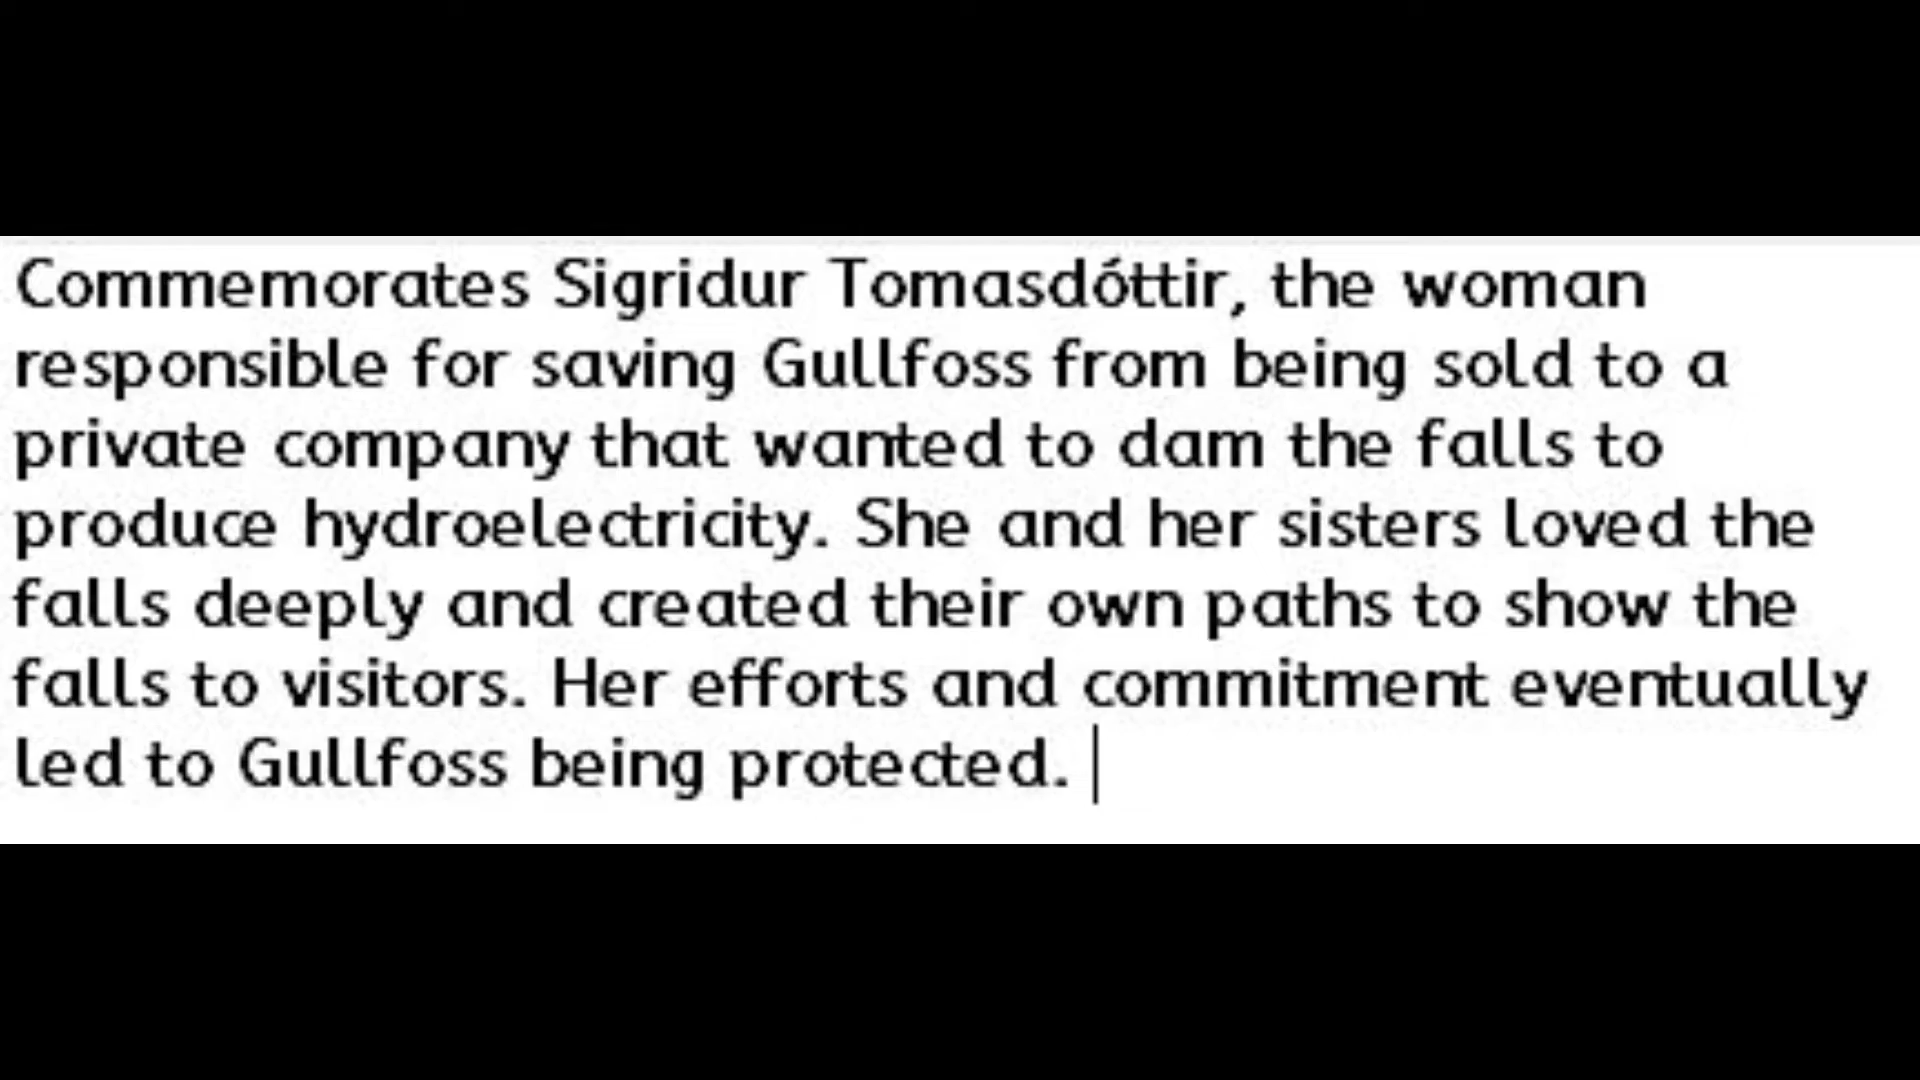 Commemorates Sigridur Tomasdóttir, the woman
responsible for saving Gullfoss from being sold to a
private company that wanted to dam the falls to
produce hydroelectricity. She and her sisters loved the
falls deeply and created their own paths to show the
falls to visitors. Her efforts and commitment eventually
led to Gullfoss being protected.